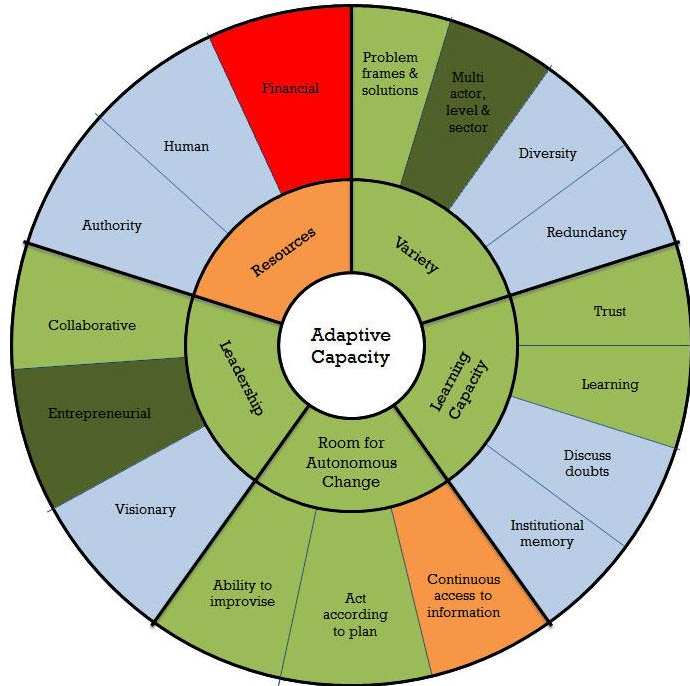 Adaptive
Capacity
Variety
Learning
Capacity
Room for
Autonomous
Change
Leadership
Resources
Problem
frames &
solutions
Multi
actor,
level &
sector
Diversity
Redundancy
Trust
Learning
Discuss
doubts
Institutional
memory
Continuous
access to
information
Act
according
to plan
Ability to
improvise
Visionary
Entrepreneurial
Collaborative
Authority
Human
Financial